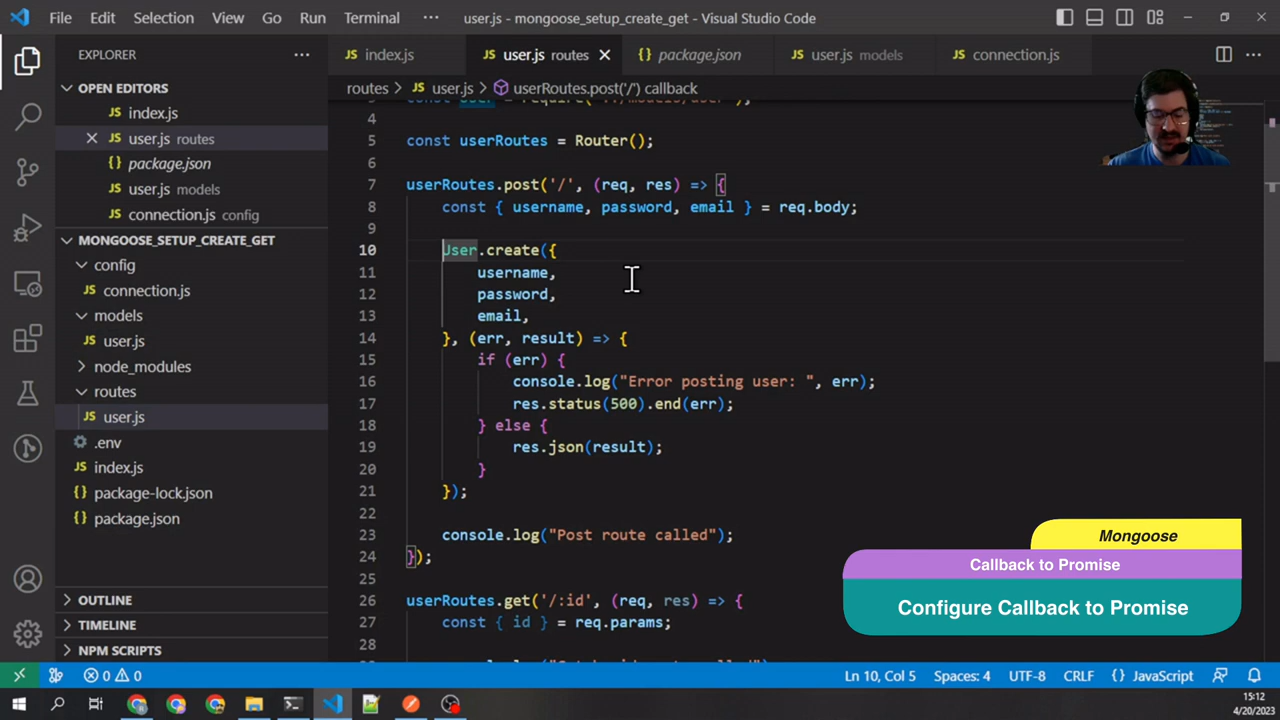 File Edit Selection View Go Run Terminal ··· user.js - mongoose_setup_create_get - Visual Studio Code
EXPLORER ···
OPEN EDITORS
JS index.js
JS user.js routes
{} package.json
JS user.js models
JS connection.js config
MONGOOSE_SETUP_CREATE_GET
config
JS connection.js
models
JS user.js
node_modules
routes
JS user.js
.env
JS index.js
{} package-lock.json
{} package.json
OUTLINE
TIMELINE
NPM SCRIPTS
JS index.js JS user.js routes {} package.json JS user.js models JS connection.js ···
routes > JS user.js > userRoutes.post('/') callback
4
5 const userRoutes = Router();
6
7 userRoutes.post('/', (req, res) => {
8 const { username, password, email } = req.body;
9
10 User.create({
11 username,
12 password,
13 email,
14 }, (err, result) => {
15 if (err) {
16 console.log("Error posting user: ", err);
17 res.status(500).end(err);
18 } else {
19 res.json(result);
20 }
21 });
22
23 console.log("Post route called");
24 });
25
26 userRoutes.get('/:id', (req, res) => {
27 const { id } = req.params;
28
Mongoose
Callback to Promise
Configure Callback to Promise
0 0 Ln 10, Col 5 Spaces: 4 UTF-8 CRLF {} JavaScript
15:12
4/20/2023